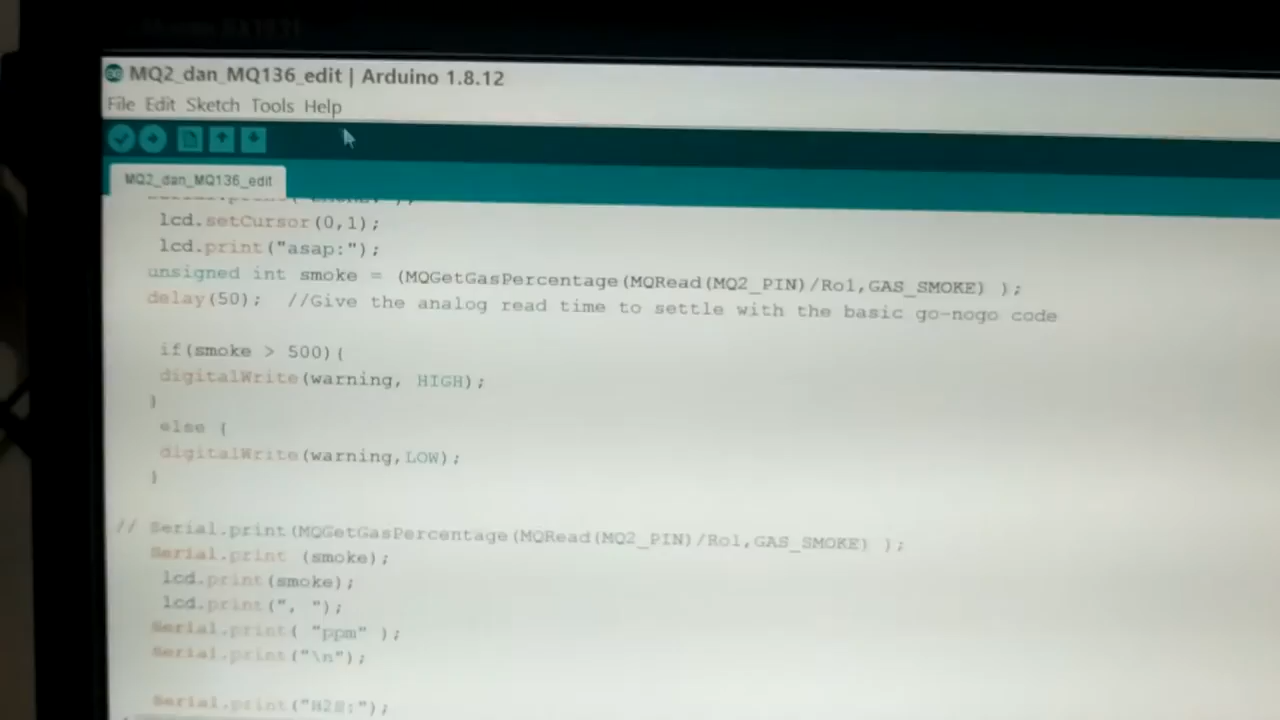 MQ2_dan_MQ136_edit | Arduino 1.8.12
File Edit Sketch Tools Help
MQ2_dan_MQ136_edit
lcd.setCursor(0,1);
lcd.print("asap:");
unsigned int smoke = (MQGetGasPercentage(MQRead(MQ2_PIN)/Ro1,GAS_SMOKE) );
delay(50); //Give the analog read time to settle with the basic go-nogo code
if(smoke > 500){
digitalWrite(warning, HIGH);
}
else {
digitalWrite(warning,LOW);
}
// Serial.print(MQGetGasPercentage(MQRead(MQ2_PIN)/Ro1,GAS_SMOKE) );
Serial.print (smoke);
lcd.print(smoke);
lcd.print(", ");
Serial.print( "ppm" );
Serial.print("\n");
Serial.print("H2S:");